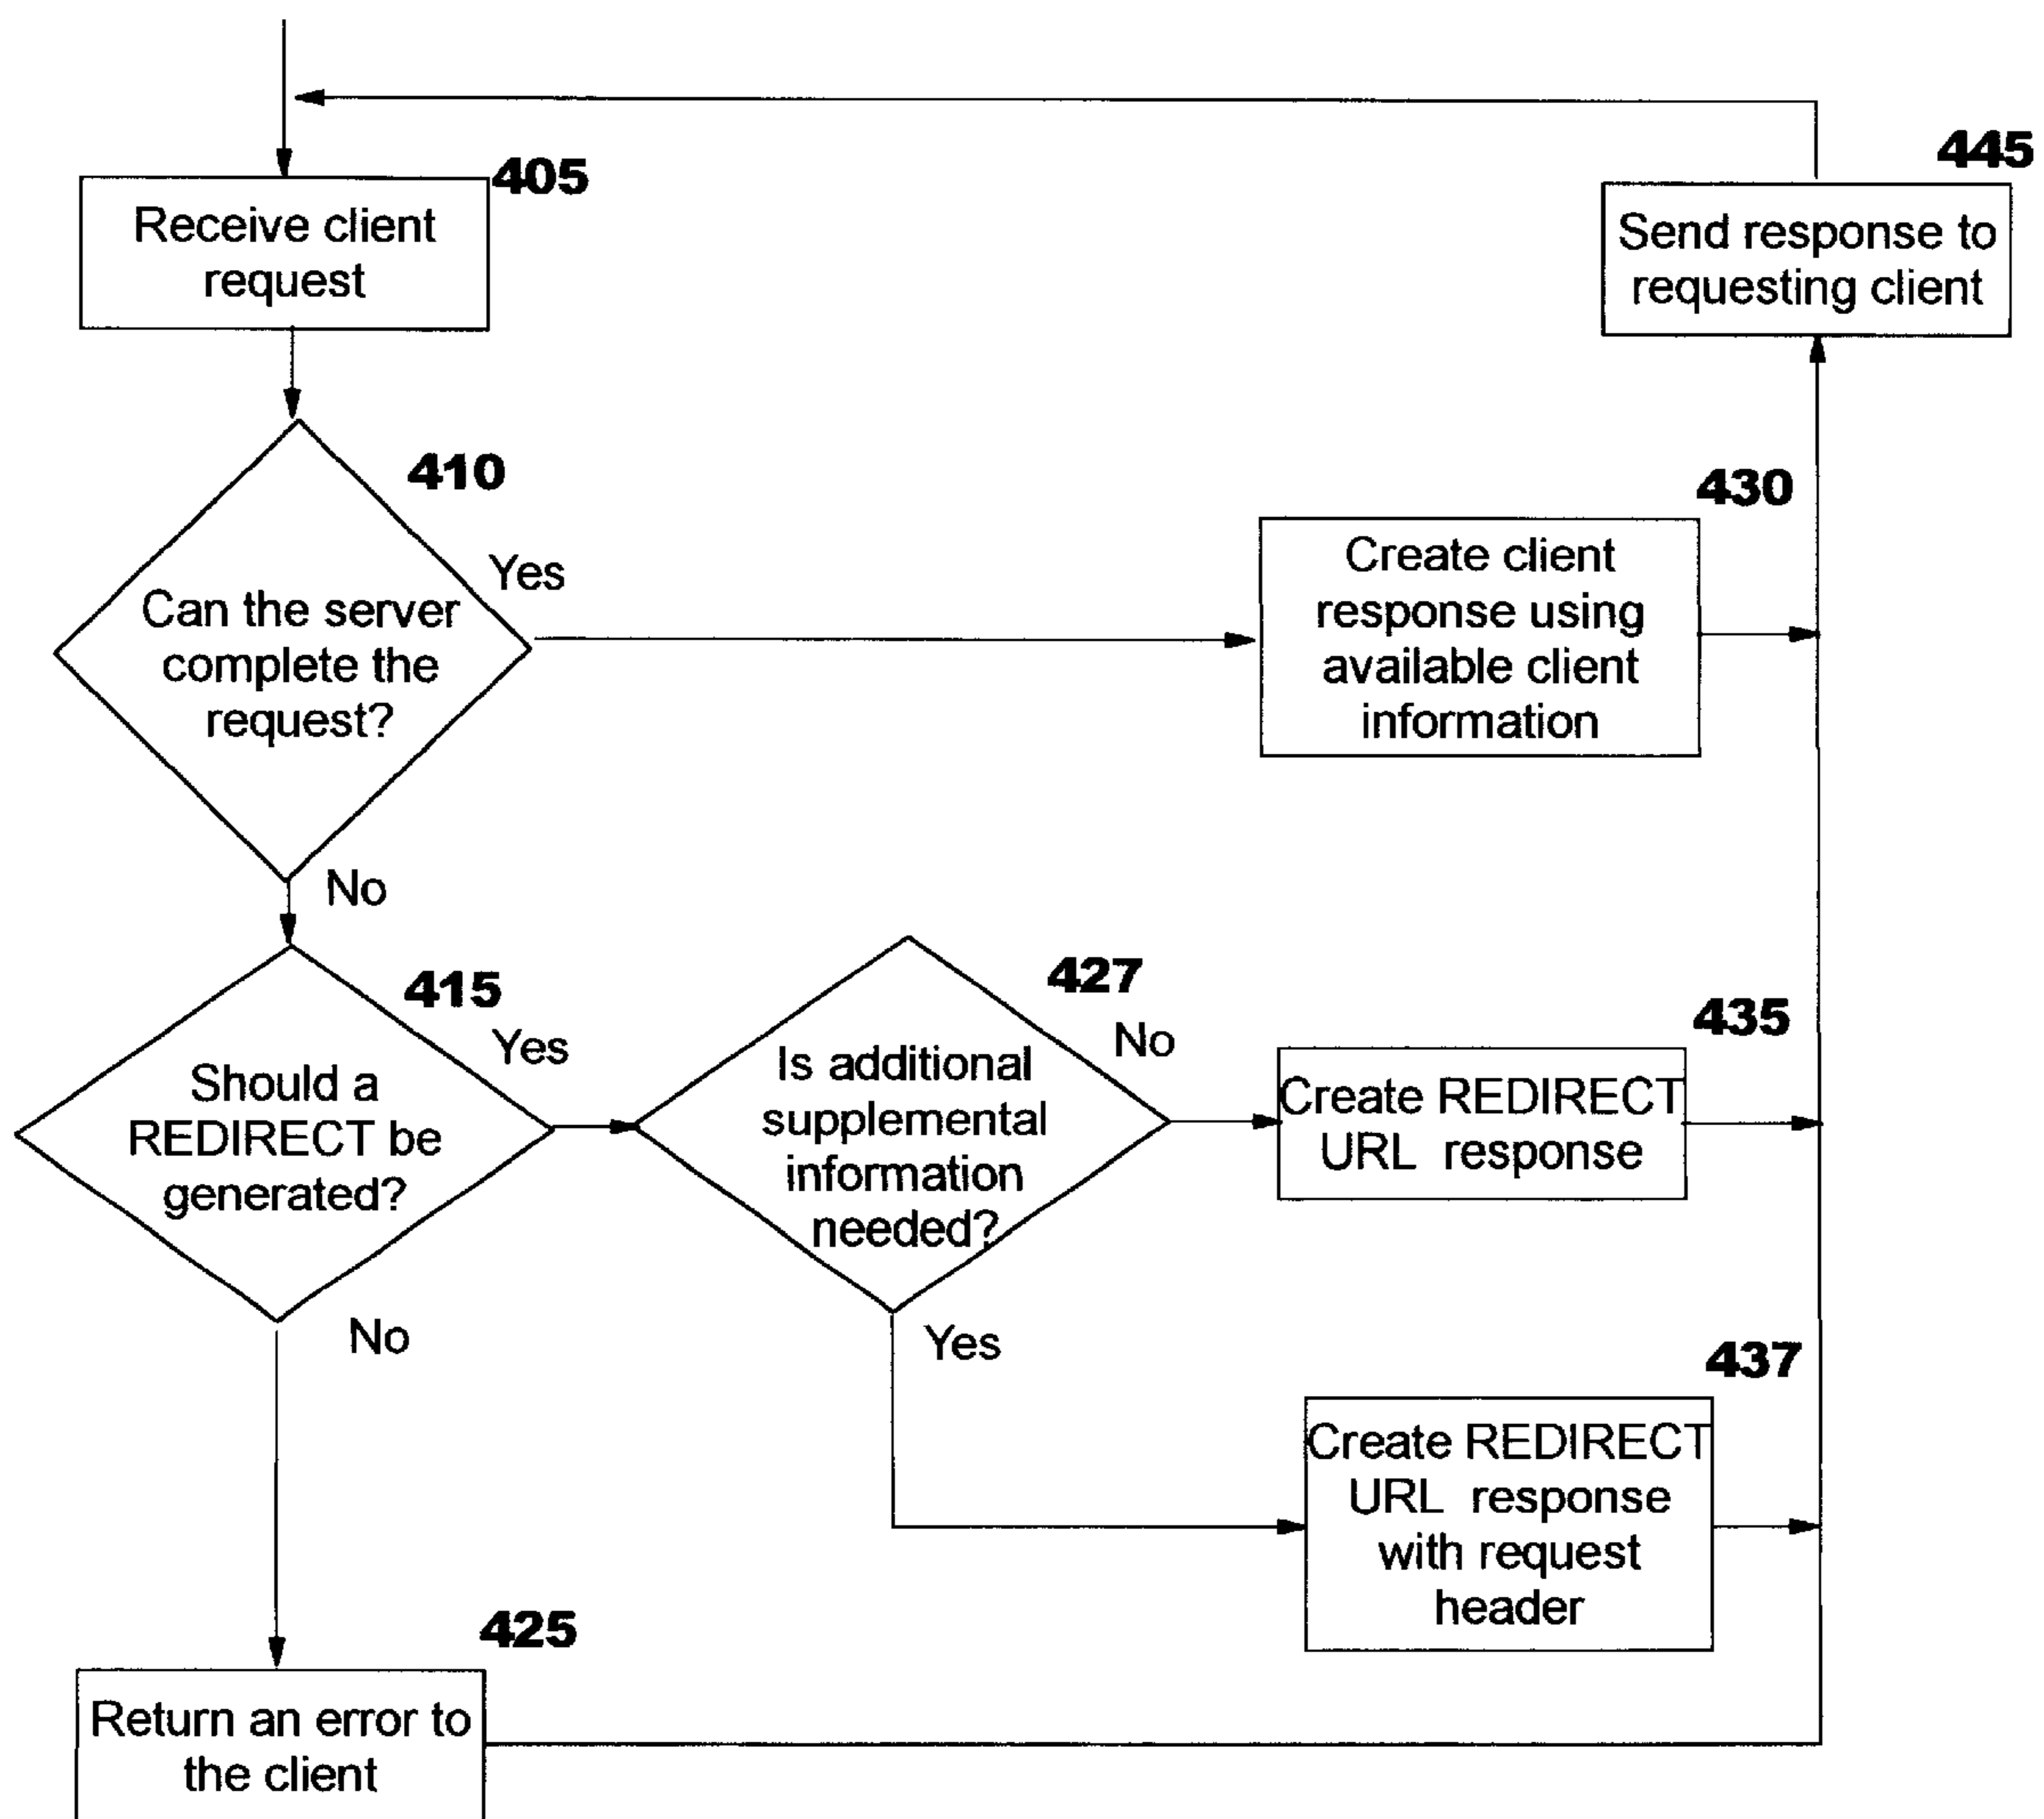 405
Receive client
request
445
Send response to
requesting client
410
Can the server
complete the
request?
Yes
No
430
Create client
response using
available client
information
415
Should a
REDIRECT be
generated?
Yes
No
427
Is additional
supplemental
information
needed?
No
Yes
435
Create REDIRECT
URL response
437
Create REDIRECT
URL response
with request
header
425
Return an error to
the client